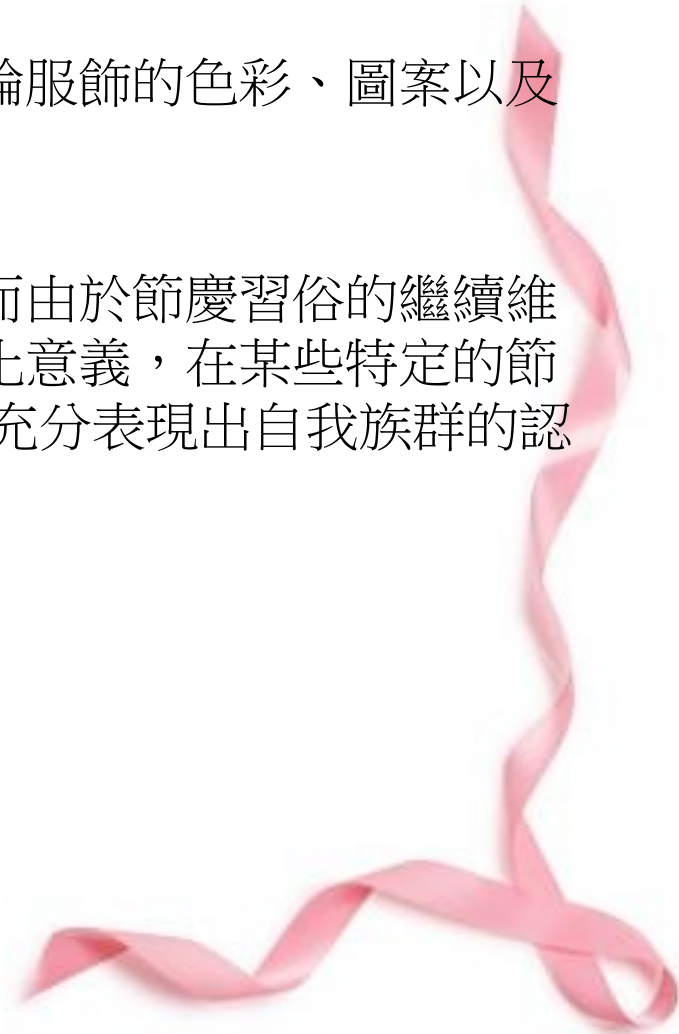 論服飾的色彩、圖案以及
而由於節慶習俗的繼續維
化意義，在某些特定的節
充分表現出自我族群的認